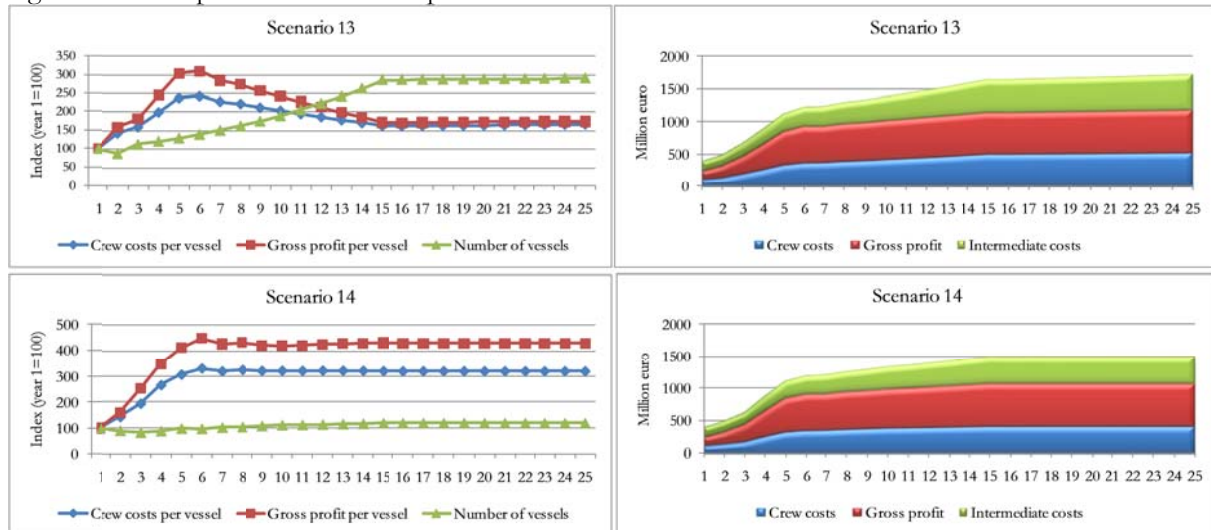 Scenario 13
Index (year 1=100)
350
300
250
200
150
100
50
0
1 2 3 4 5 6 7 8 9 10 11 12 13 14 15 16 17 18 19 20 21 22 23 24 25
Crew costs per vessel Gross profit per vessel Number of vessels
Scenario 13
Million euro
2000
1500
1000
500
0
1 2 3 4 5 6 7 8 9 10 11 12 13 14 15 16 17 18 19 20 21 22 23 24 25
Crew costs Gross profit Intermediate costs
Scenario 14
Index (year 1=100)
500
400
300
200
100
0
1 2 3 4 5 6 7 8 9 10 11 12 13 14 15 16 17 18 19 20 21 22 23 24 25
Crew costs per vessel Gross profit per vessel Number of vessels
Scenario 14
Million euro
2000
1500
1000
500
0
1 2 3 4 5 6 7 8 9 10 11 12 13 14 15 16 17 18 19 20 21 22 23 24 25
Crew costs Gross profit Intermediate costs